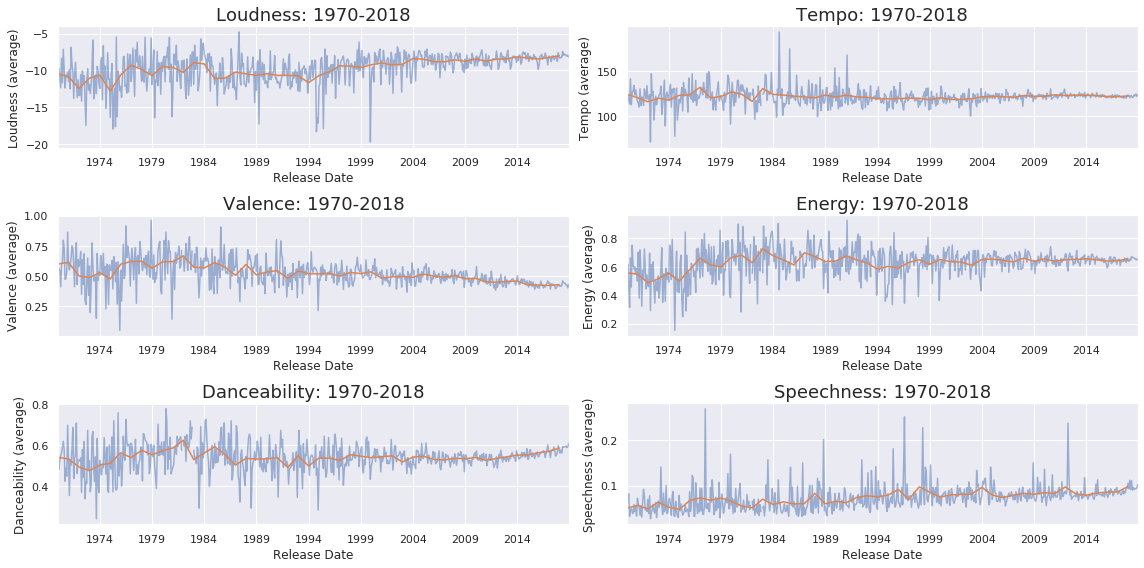 Loudness: 1970-2018
Loudness (average)
−5
−10
−15
−20
1974 1979 1984 1989 1994 1999 2004 2009 2014
Release Date
Tempo: 1970-2018
Tempo (average)
150
100
1974 1979 1984 1989 1994 1999 2004 2009 2014
Release Date
Valence: 1970-2018
Valence (average)
1.00
0.75
0.50
0.25
1974 1979 1984 1989 1994 1999 2004 2009 2014
Release Date
Energy: 1970-2018
Energy (average)
0.8
0.6
0.4
0.2
1974 1979 1984 1989 1994 1999 2004 2009 2014
Release Date
Danceability: 1970-2018
Danceability (average)
0.8
0.6
0.4
1974 1979 1984 1989 1994 1999 2004 2009 2014
Release Date
Speechness: 1970-2018
Speechness (average)
0.2
0.1
1974 1979 1984 1989 1994 1999 2004 2009 2014
Release Date